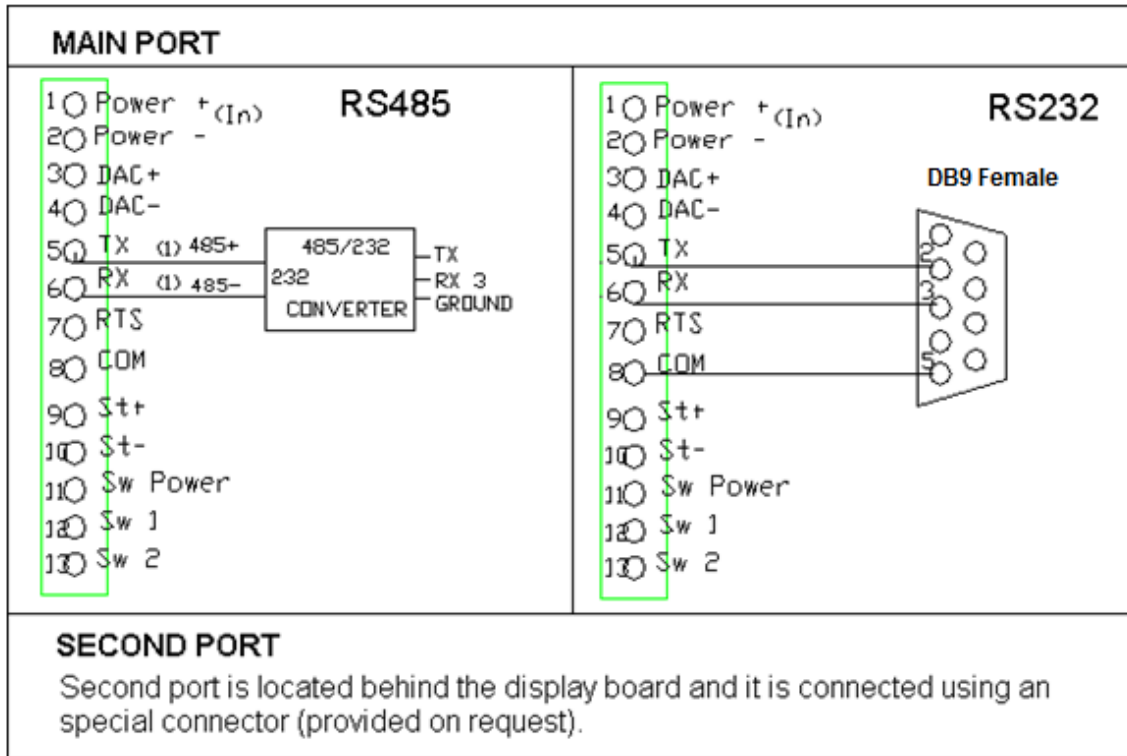 MAIN PORT
RS485
1 Power + (In)
2 Power -
3 DAC+
4 DAC-
5 TX (1) 485+
6 RX (1) 485-
7 RTS
8 COM
9 St+
10 St-
11 Sw Power
12 Sw 1
13 Sw 2
485/232
232
CONVERTER
TX
RX 3
GROUND
RS232
DB9 Female
1 Power + (In)
2 Power -
3 DAC+
4 DAC-
5 TX
6 RX
7 RTS
8 COM
9 St+
10 St-
11 Sw Power
12 Sw 1
13 Sw 2
2
3
5
SECOND PORT
Second port is located behind the display board and it is connected using an
special connector (provided on request).